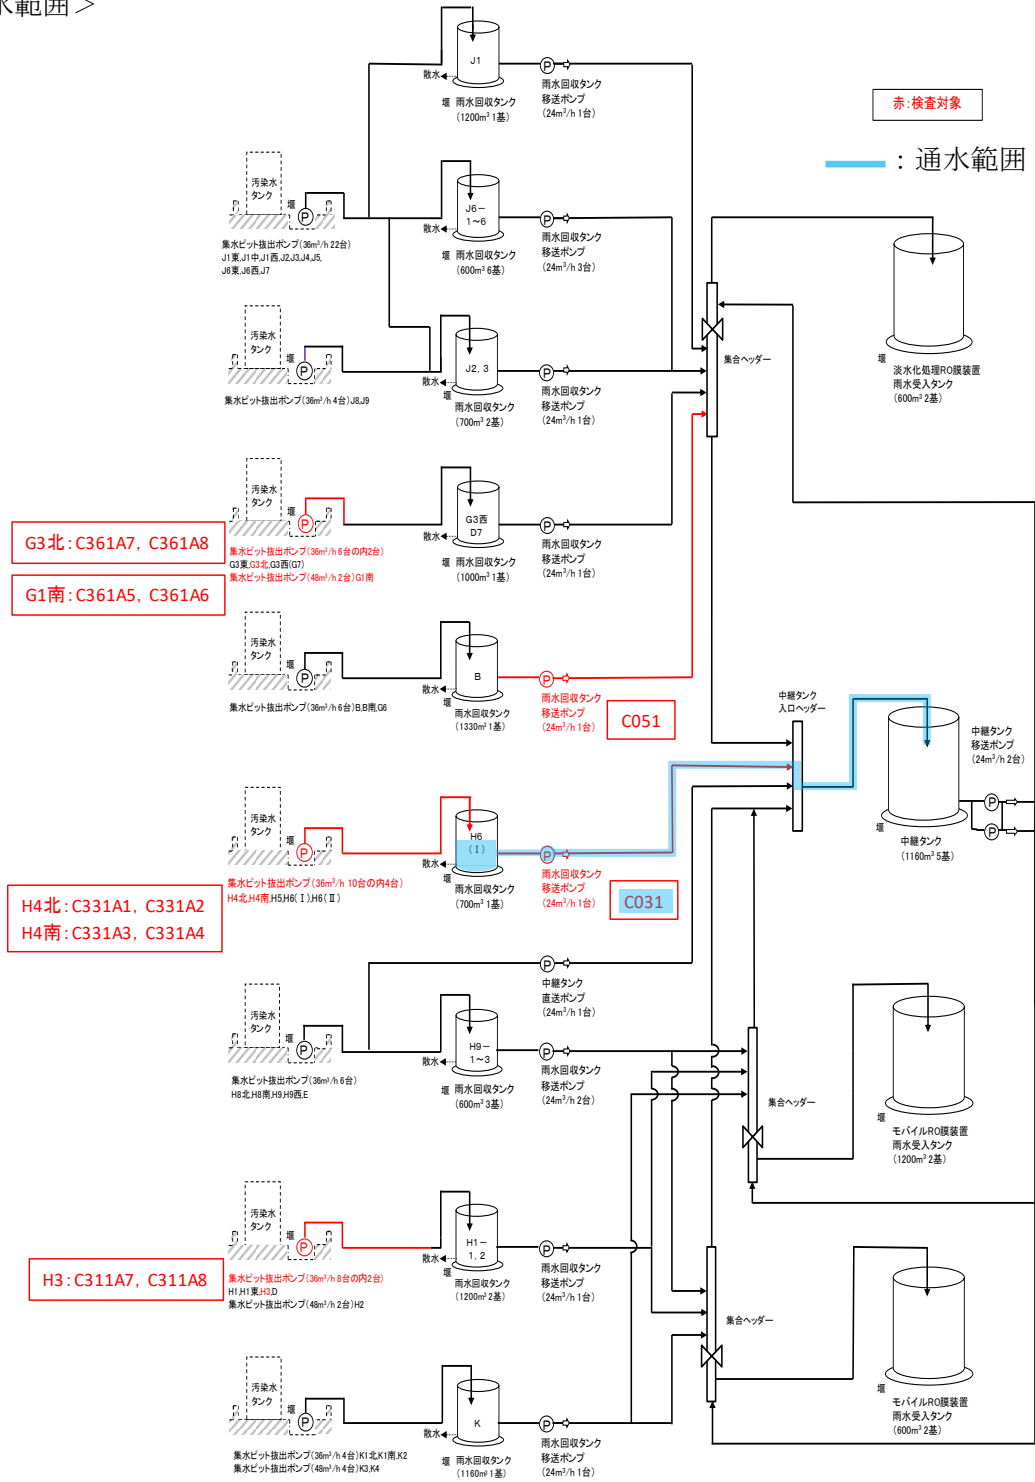 水範囲＞
J1
散水
堰 雨水回収タンク
(1200m³ 1基)
P
雨水回収タンク
移送ポンプ
(24m³/h 1台)
赤:検査対象
：通水範囲
汚染水
タンク
堰
P
集水ピット抜出ポンプ(36m³/h 22台)
J1東,J1中,J1西,J2,J3,J4,J5,
J6東,J6西,J7
J6－
1～6
散水
堰 雨水回収タンク
(600m³ 6基)
P
雨水回収タンク
移送ポンプ
(24m³/h 3台)
集合ヘッダー
堰
淡水化処理RO膜装置
雨水受入タンク
(600m³ 2基)
汚染水
タンク
堰
P
集水ピット抜出ポンプ(36m³/h 4台)J8,J9
J2, 3
散水
堰
雨水回収タンク
(700m³ 2基)
P
雨水回収タンク
移送ポンプ
(24m³/h 1台)
汚染水
タンク
堰
P
G3北: C361A7, C361A8
集水ピット抜出ポンプ(36m³/h 6台の内2台)
G3東,G3北,G3西(G7)
集水ピット抜出ポンプ(48m³/h 2台)G1南
G1南: C361A5, C361A6
G3西
D7
散水
堰 雨水回収タンク
(1000m³ 1基)
P
雨水回収タンク
移送ポンプ
(24m³/h 1台)
汚染水
タンク
堰
P
集水ピット抜出ポンプ(36m³/h 6台)B,B南,G6
B
散水
堰
雨水回収タンク
(1330m³ 1基)
P
雨水回収タンク
移送ポンプ
(24m³/h 1台)
C051
中継タンク
入口ヘッダー
中継タンク
移送ポンプ
(24m³/h 2台)
P
P
堰
中継タンク
(1160m³ 5基)
汚染水
タンク
堰
P
集水ピット抜出ポンプ(36m³/h 10台の内4台)
H4北,H4南,H5,H6(Ⅰ),H6(Ⅱ)
H4北: C331A1, C331A2
H4南: C331A3, C331A4
H6
(Ⅰ)
散水
堰
雨水回収タンク
(700m³ 1基)
P
雨水回収タンク
移送ポンプ
(24m³/h 1台)
C031
P
中継タンク
直送ポンプ
(24m³/h 1台)
汚染水
タンク
堰
P
集水ピット抜出ポンプ(36m³/h 6台)
H8北,H8南,H9,H9西,E
H9－
1～3
散水
堰 雨水回収タンク
(600m³ 3基)
P
雨水回収タンク
移送ポンプ
(24m³/h 2台)
集合ヘッダー
堰
モバイルRO膜装置
雨水受入タンク
(1200m³ 2基)
汚染水
タンク
堰
P
H3: C311A7, C311A8
集水ピット抜出ポンプ(36m³/h 8台の内2台)
H1,H1東,H3,D
集水ピット抜出ポンプ(48m³/h 2台)H2
H1－
1, 2
散水
堰
雨水回収タンク
(1200m³ 2基)
P
雨水回収タンク
移送ポンプ
(24m³/h 1台)
集合ヘッダー
堰
モバイルRO膜装置
雨水受入タンク
(600m³ 2基)
汚染水
タンク
堰
P
集水ピット抜出ポンプ(36m³/h 4台)K1北,K1南,K2
集水ピット抜出ポンプ(48m³/h 4台)K3,K4
K
散水
堰 雨水回収タンク
(1160m³ 1基)
P
雨水回収タンク
移送ポンプ
(24m³/h 1台)